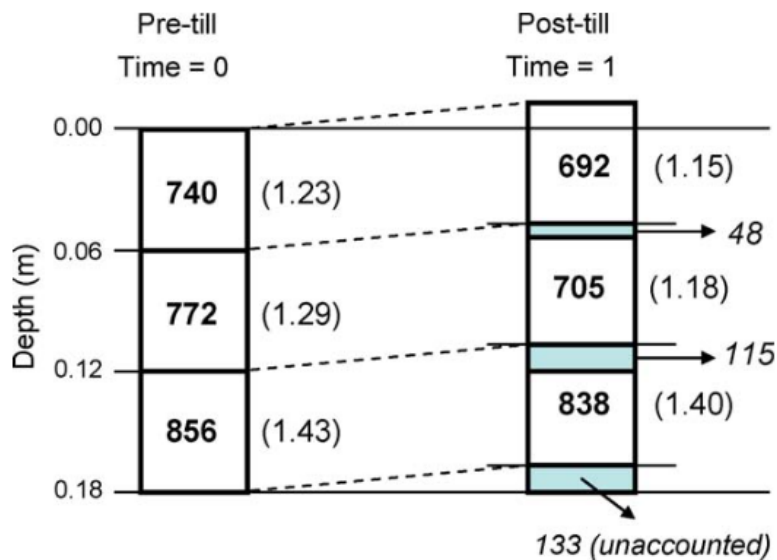 Pre-till
Time = 0
Post-till
Time = 1
Depth (m)
0.00
740 (1.23)
692 (1.15)
48
0.06
772 (1.29)
705 (1.18)
115
0.12
856 (1.43)
838 (1.40)
0.18
133 (unaccounted)